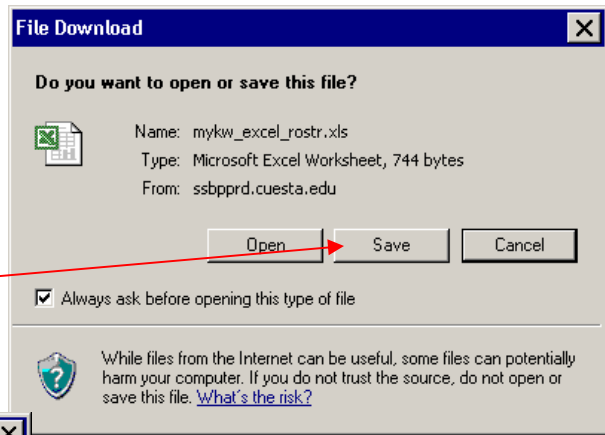 File Download
Do you want to open or save this file?
Name: mykw_excel_rostr.xls
Type: Microsoft Excel Worksheet, 744 bytes
From: ssbpprd.cuesta.edu
Open Save Cancel
Always ask before opening this type of file
While files from the Internet can be useful, some files can potentially
harm your computer. If you do not trust the source, do not open or
save this file. What's the risk?